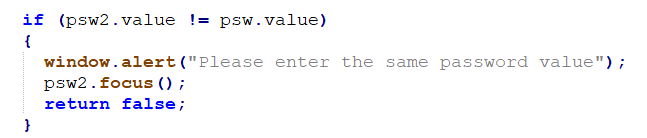 if (psw2.value != psw.value)
{
window.alert("Please enter the same password value");
psw2.focus();
return false;
}